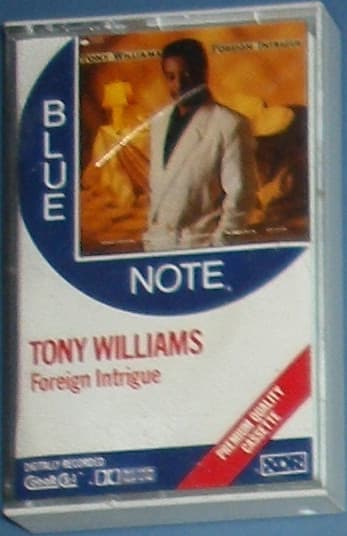 TONY WILLIAMS
FOREIGN INTRIGUE
BLUE
NOTE
TONY WILLIAMS
Foreign Intrigue
PREMIUM QUALITY
CASSETTE
DIGITALLY RECORDED
XDR